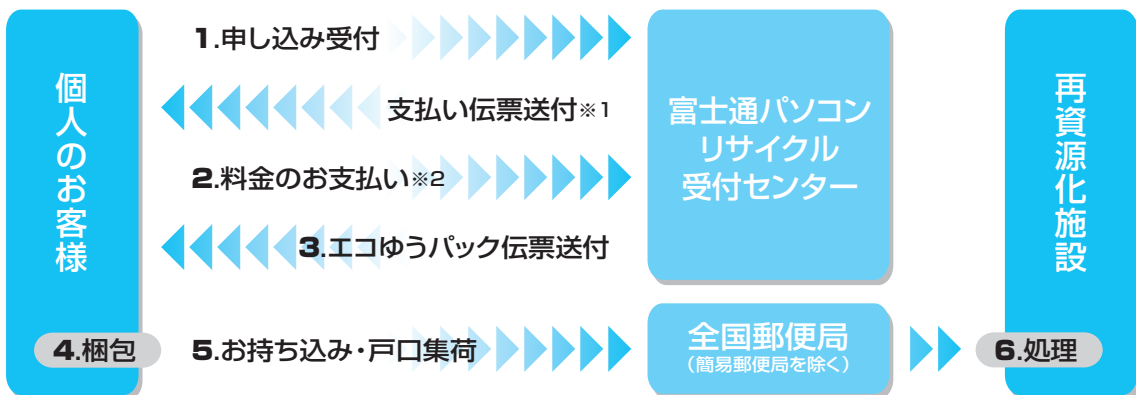 個人のお客様
1.申し込み受付
支払い伝票送付※1
2.料金のお支払い※2
3.エコゆうパック伝票送付
富士通パソコン
リサイクル
受付センター
再資源化施設
4.梱包
5.お持ち込み・戸口集荷
全国郵便局
(簡易郵便局を除く)
6.処理